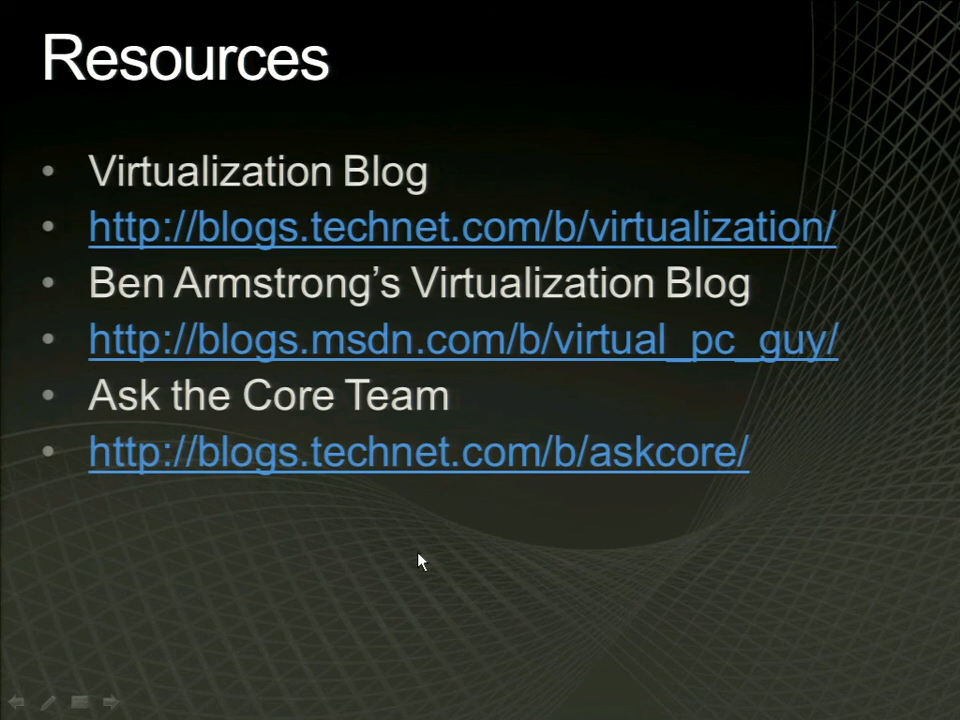 Resources
• Virtualization Blog
• http://blogs.technet.com/b/virtualization/
• Ben Armstrong’s Virtualization Blog
• http://blogs.msdn.com/b/virtual_pc_guy/
• Ask the Core Team
• http://blogs.technet.com/b/askcore/